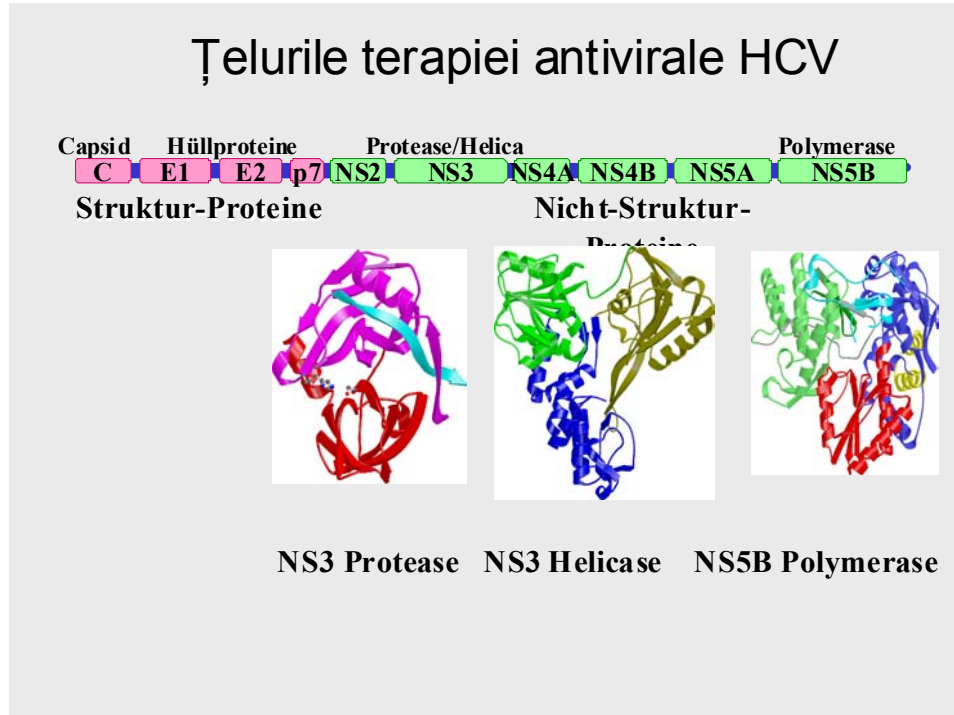 Țelurile terapiei antivirale HCV
Capsid Hüllproteine Protease/Helica Polymerase
C E1 E2 p7 NS2 NS3 NS4A NS4B NS5A NS5B
Struktur-Proteine Nicht-Struktur-
Proteine
NS3 Protease NS3 Helicase NS5B Polymerase